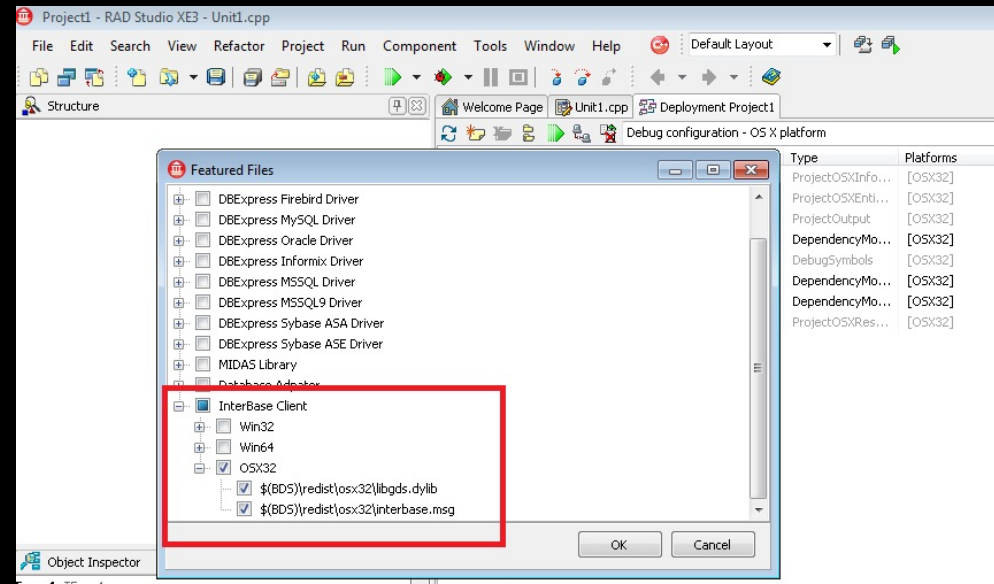 Project1 - RAD Studio XE3 - Unit1.cpp
File Edit Search View Refactor Project Run Component Tools Window Help Default Layout
Structure
Welcome Page Unit1.cpp Deployment Project1
Debug configuration - OS X platform
Type Platforms
ProjectOSXInfo... [OSX32]
ProjectOSXEnti... [OSX32]
ProjectOutput [OSX32]
DependencyMo... [OSX32]
DebugSymbols [OSX32]
DependencyMo... [OSX32]
DependencyMo... [OSX32]
ProjectOSXRes... [OSX32]
Featured Files
DBExpress Firebird Driver
DBExpress MySQL Driver
DBExpress Oracle Driver
DBExpress Informix Driver
DBExpress MSSQL Driver
DBExpress MSSQL9 Driver
DBExpress Sybase ASA Driver
DBExpress Sybase ASE Driver
MIDAS Library
Database Adpater
InterBase Client
Win32
Win64
OSX32
$(BDS)\redist\osx32\libgds.dylib
$(BDS)\redist\osx32\interbase.msg
OK Cancel
Object Inspector